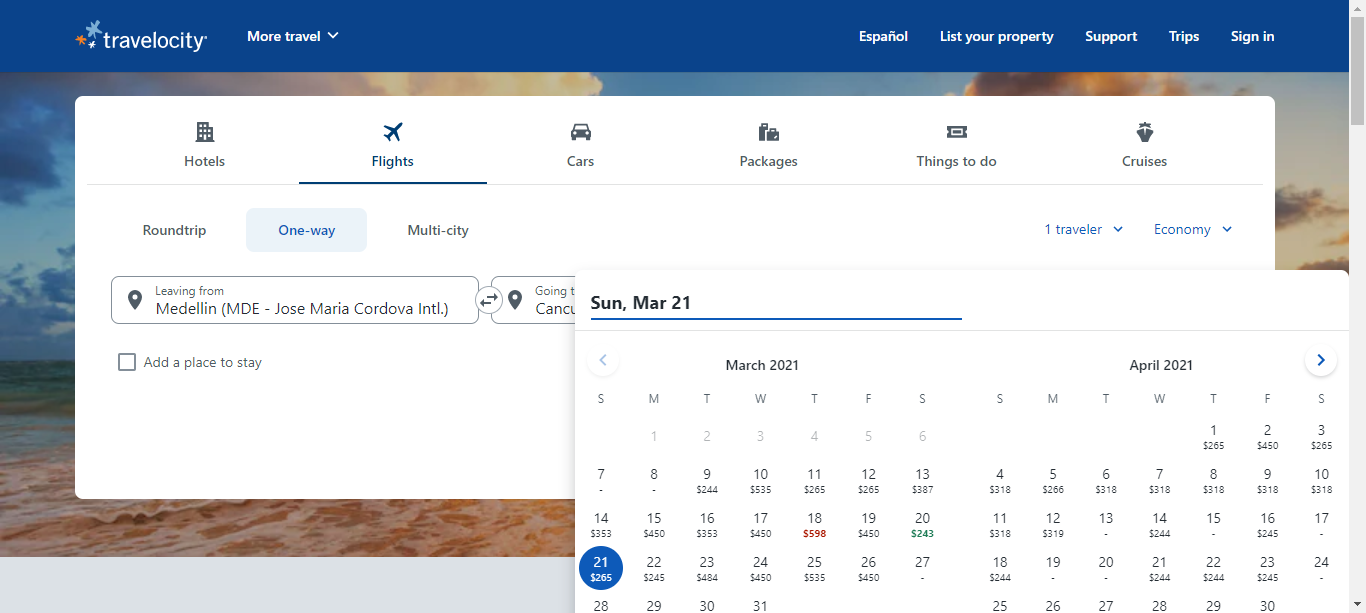 travelocity
More travel
Español
List your property
Support
Trips
Sign in
Hotels
Flights
Cars
Packages
Things to do
Cruises
Roundtrip
One-way
Multi-city
1 traveler
Economy
Leaving from
Medellin (MDE - Jose Maria Cordova Intl.)
Going t
Cancu
Add a place to stay
Sun, Mar 21
March 2021
S M T W T F S
1 2 3 4 5 6
7 8 9 10 11 12 13
- - $244 $535 $265 $265 $387
14 15 16 17 18 19 20
$353 $450 $353 $450 $598 $450 $243
21 22 23 24 25 26 27
$265 $245 $484 $450 $535 $450 -
28 29 30 31
April 2021
S M T W T F S
1 2 3
$265 $450 $265
4 5 6 7 8 9 10
$318 $266 $318 $318 $318 $318 $318
11 12 13 14 15 16 17
$318 $319 - $244 - $245 -
18 19 20 21 22 23 24
$244 - - $244 $244 $245 -
25 26 27 28 29 30